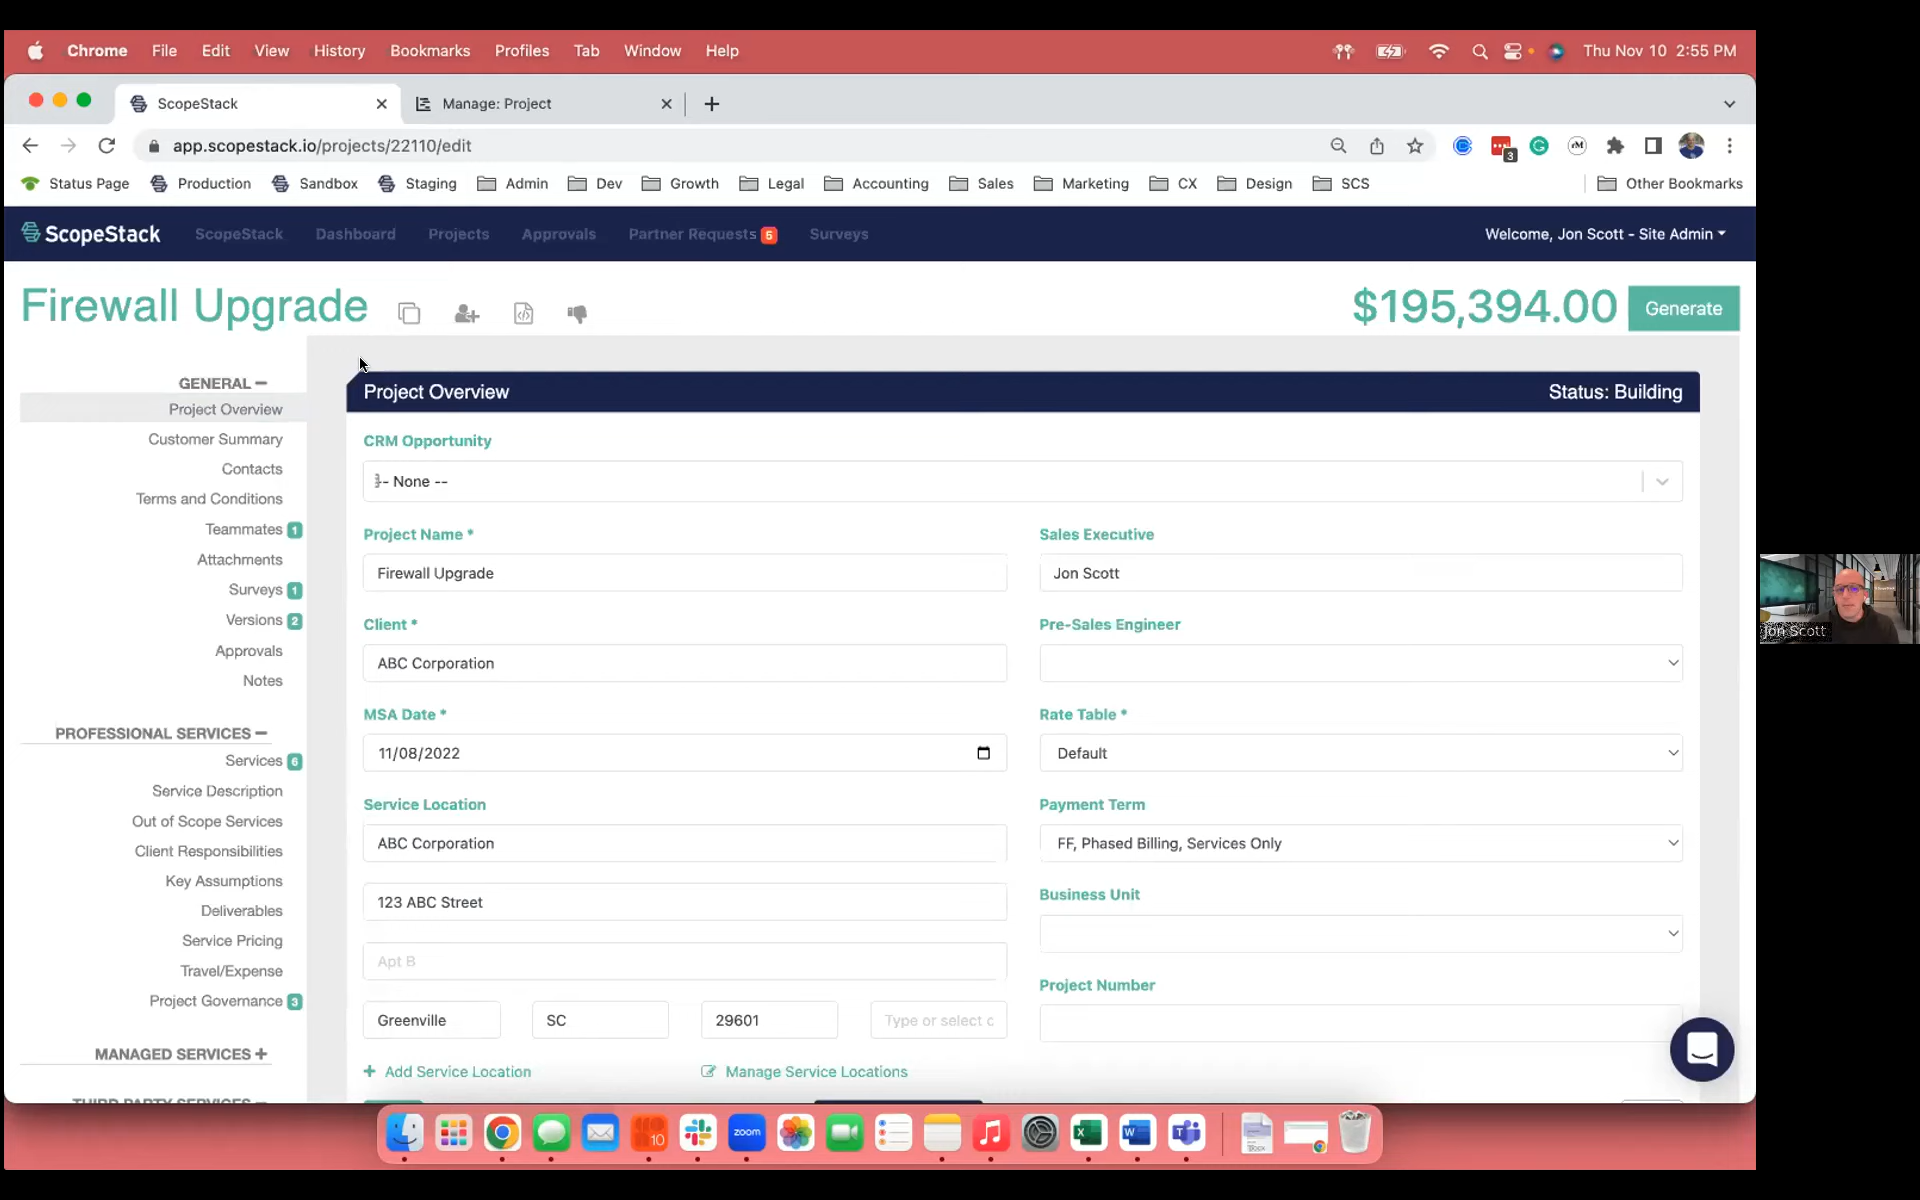 Chrome File Edit View History Bookmarks Profiles Tab Window Help Thu Nov 10 2:55 PM
ScopeStack Manage: Project
app.scopestack.io/projects/22110/edit 3
Status Page Production Sandbox Staging Admin Dev Growth Legal Accounting Sales Marketing CX Design SCS Other Bookmarks
ScopeStack ScopeStack Dashboard Projects Approvals Partner Requests 5 Surveys Welcome, Jon Scott - Site Admin
Firewall Upgrade $195,394.00 Generate
GENERAL
Project Overview
Customer Summary
Contacts
Terms and Conditions
Teammates 1
Attachments
Surveys 1
Versions 2
Approvals
Notes
PROFESSIONAL SERVICES
Services 6
Service Description
Out of Scope Services
Client Responsibilities
Key Assumptions
Deliverables
Service Pricing
Travel/Expense
Project Governance 3
MANAGED SERVICES
THIRD PARTY SERVICES
Project Overview Status: Building
CRM Opportunity
-- None --
Project Name * Sales Executive
Firewall Upgrade Jon Scott
Client * Pre-Sales Engineer
ABC Corporation
MSA Date * Rate Table *
11/08/2022 Default
Service Location Payment Term
ABC Corporation FF, Phased Billing, Services Only
123 ABC Street Business Unit
Apt B
Project Number
Greenville SC 29601 Type or select c
Add Service Location Manage Service Locations
Jon Scott
10 zoom